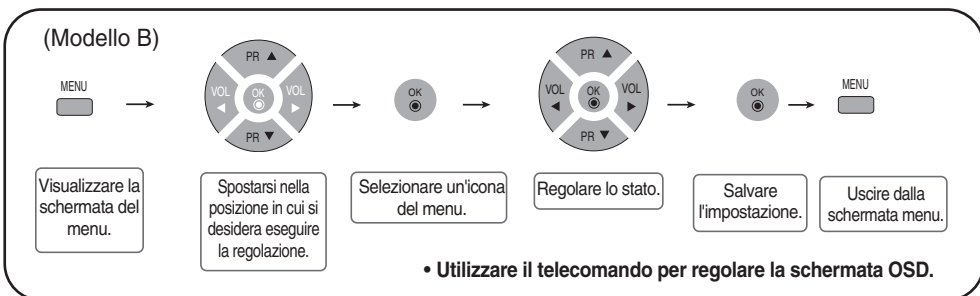 (Modello B)
MENU
PR ▲
VOL
◄
OK
VOL
►
PR ▼
OK
PR ▲
VOL
◄
OK
VOL
►
PR ▼
OK
MENU
Visualizzare la
schermata del
menu.
Spostarsi nella
posizione in cui si
desidera eseguire
la regolazione.
Selezionare un'icona
del menu.
Regolare lo stato.
Salvare
l'impostazione.
Uscire dalla
schermata menu.
• Utilizzare il telecomando per regolare la schermata OSD.